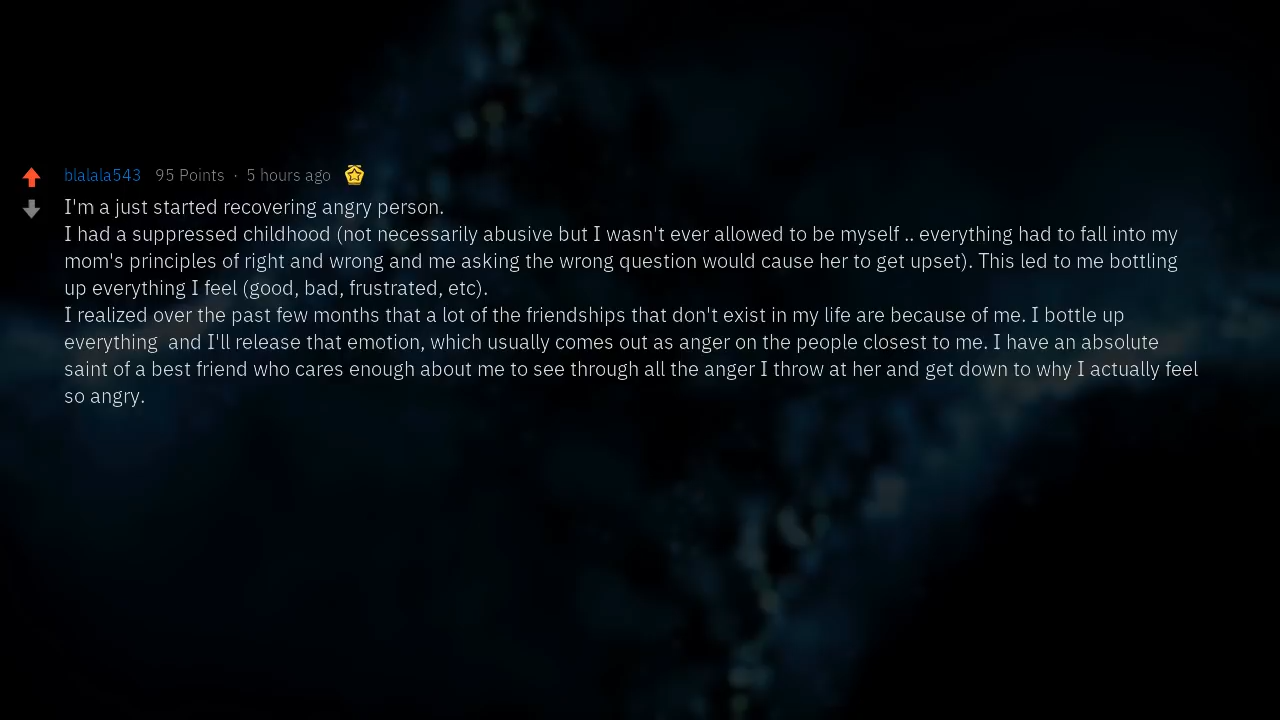 blalala543 95 Points · 5 hours ago
I'm a just started recovering angry person.
I had a suppressed childhood (not necessarily abusive but I wasn't ever allowed to be myself .. everything had to fall into my
mom's principles of right and wrong and me asking the wrong question would cause her to get upset). This led to me bottling
up everything I feel (good, bad, frustrated, etc).
I realized over the past few months that a lot of the friendships that don't exist in my life are because of me. I bottle up
everything  and I'll release that emotion, which usually comes out as anger on the people closest to me. I have an absolute
saint of a best friend who cares enough about me to see through all the anger I throw at her and get down to why I actually feel
so angry.